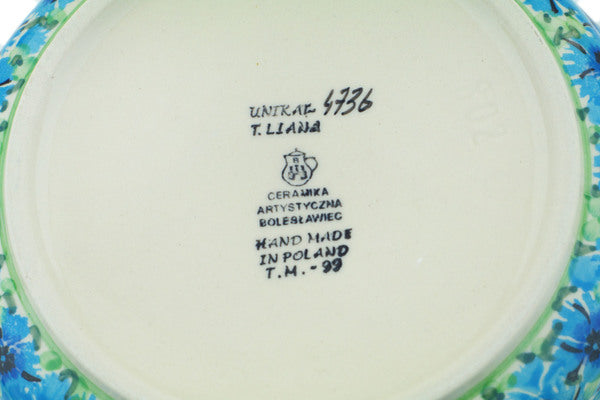 UNIKAT 4736
T. LIANA
CERAMIKA
ARTYSTYCZNA
BOLESŁAWIEC
HAND MADE
IN POLAND
T.M. - 99